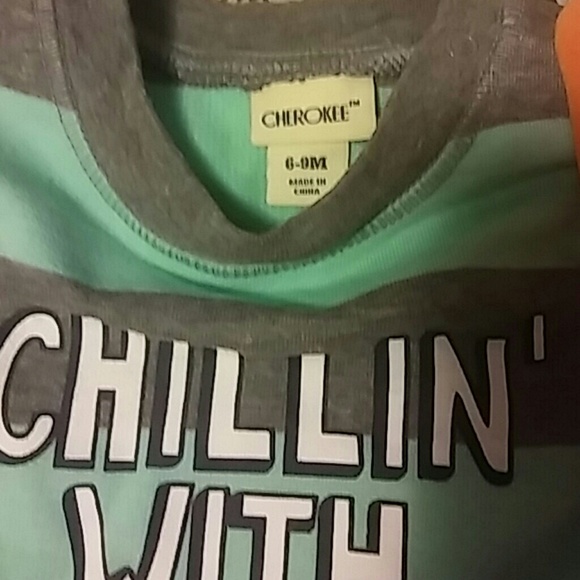 CHEROKEE™
6-9M
MADE IN
CHINA
CHILLIN'
WITH